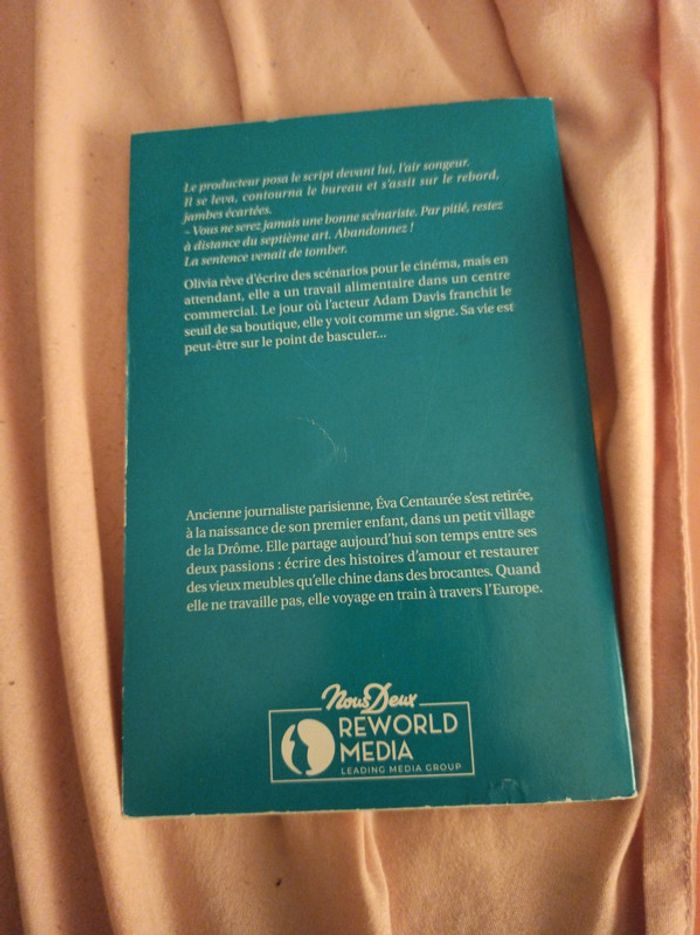 Le producteur posa le script devant lui, l'air songeur.
Il se leva, contourna le bureau et s'assit sur le rebord,
jambes écartées.
– Vous ne serez jamais une bonne scénariste. Par pitié, restez
à distance du septième art. Abandonnez !
La sentence venait de tomber.
Olivia rêve d'écrire des scénarios pour le cinéma, mais en
attendant, elle a un travail alimentaire dans un centre
commercial. Le jour où l'acteur Adam Davis franchit le
seuil de sa boutique, elle y voit comme un signe. Sa vie est
peut-être sur le point de basculer...
Ancienne journaliste parisienne, Éva Centaurée s'est retirée,
à la naissance de son premier enfant, dans un petit village
de la Drôme. Elle partage aujourd'hui son temps entre ses
deux passions : écrire des histoires d'amour et restaurer
des vieux meubles qu'elle chine dans des brocantes. Quand
elle ne travaille pas, elle voyage en train à travers l'Europe.
Nous Deux
REWORLD
MEDIA
LEADING MEDIA GROUP